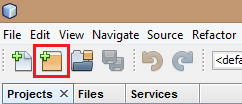 File Edit View Navigate Source Refactor
<defa
Projects Files Services